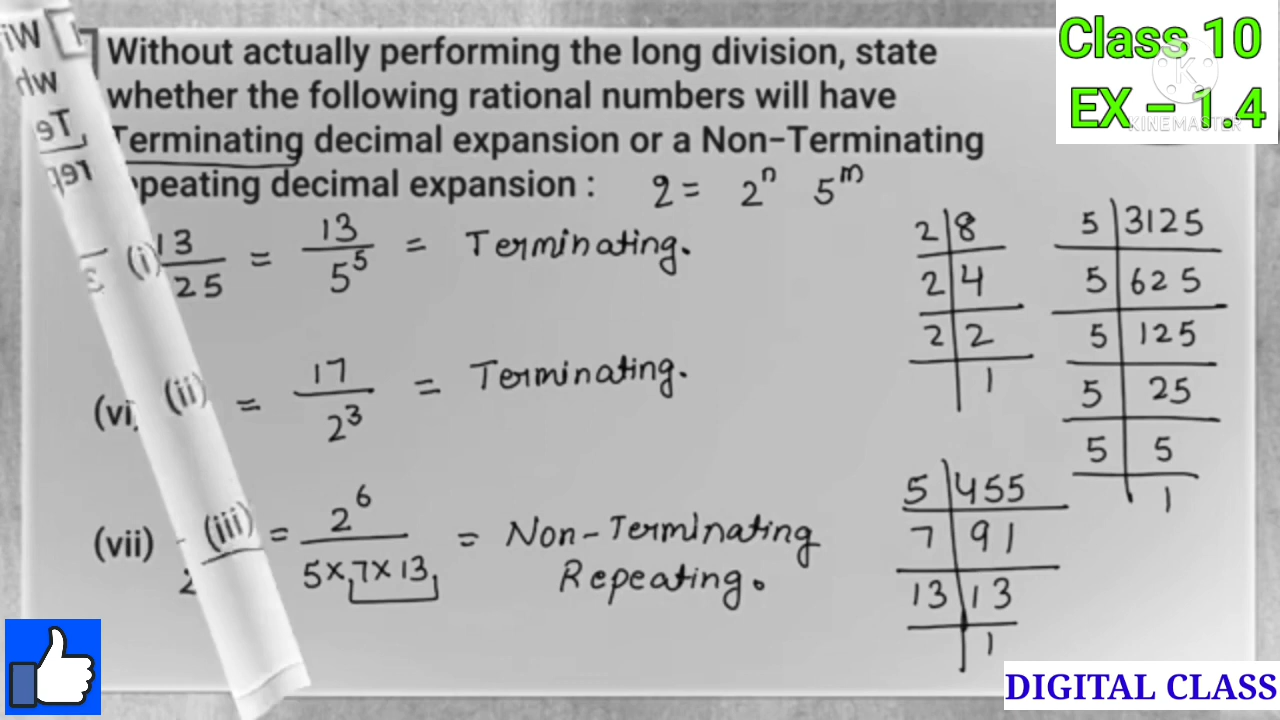 Class 10
EX – 1.4
KINEMASTER
Without actually performing the long division, state
whether the following rational numbers will have
Terminating decimal expansion or a Non-Terminating
peating decimal expansion : q = 2ⁿ 5ᵐ
(i) 13/25 = 13/5⁵ = Terminating.
(ii) = 17/2³ = Terminating.
(vi)
(vii) (iii) = 2⁶/5×7×13 = Non-Terminating
Repeating.
2 | 8
2 | 4
2 | 2
1
5 | 3125
5 | 625
5 | 125
5 | 25
5 | 5
1
5 | 455
7 | 91
13 | 13
1
DIGITAL CLASS